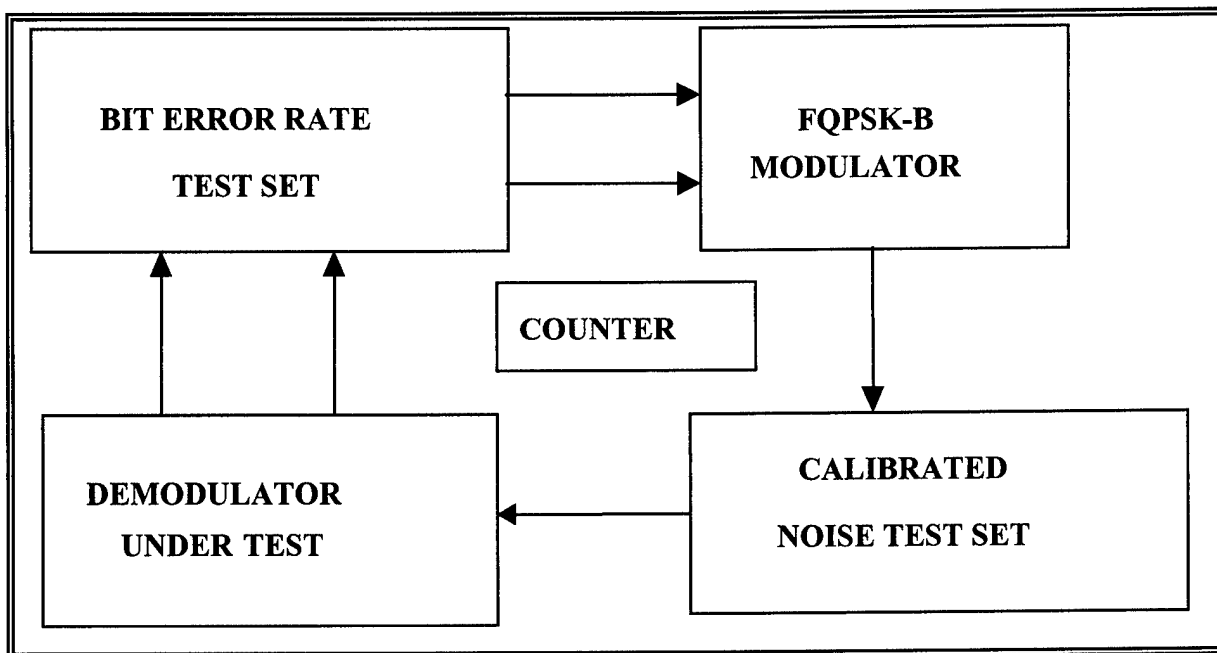 BIT ERROR RATE
TEST SET
FQPSK-B
MODULATOR
COUNTER
DEMODULATOR
UNDER TEST
CALIBRATED
NOISE TEST SET